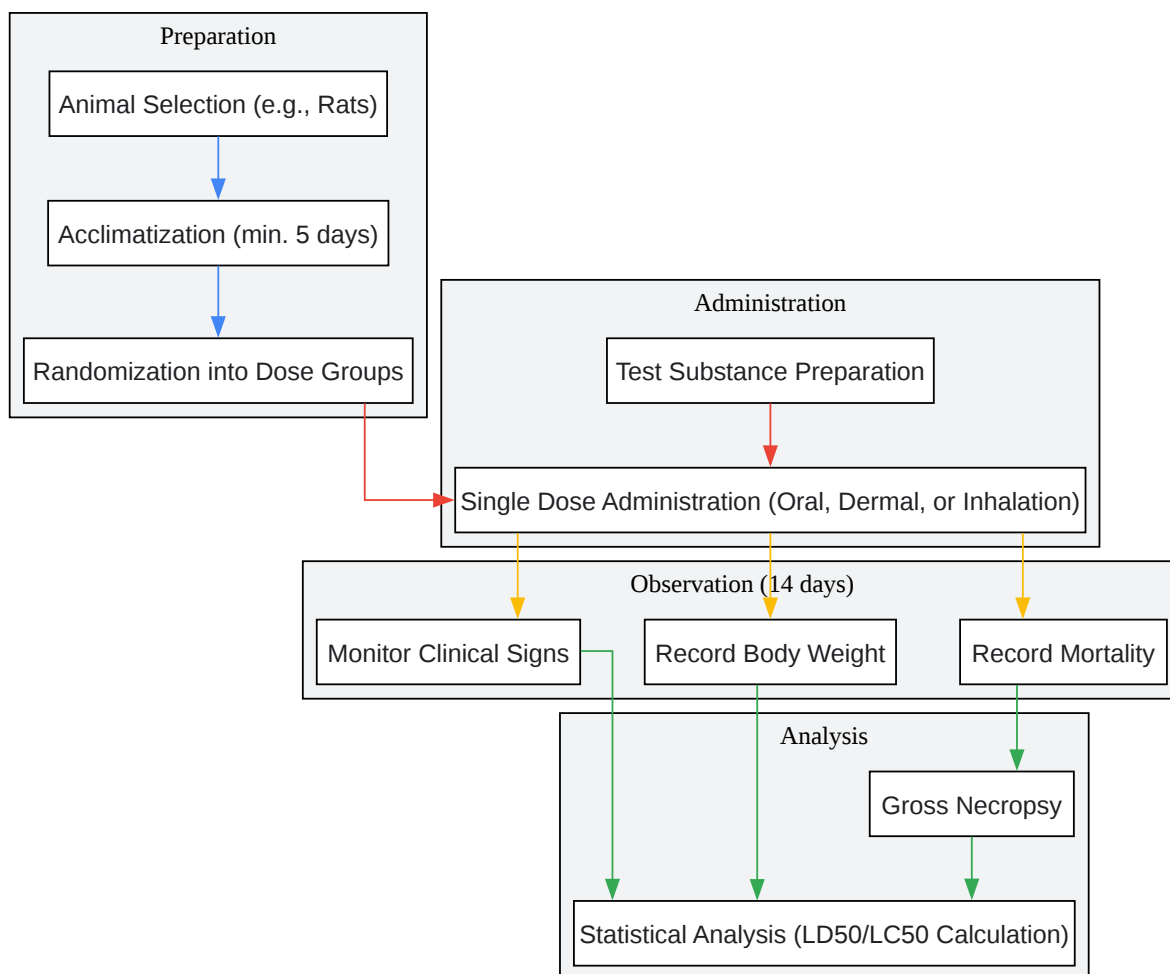 Preparation
Animal Selection (e.g., Rats)
Acclimatization (min. 5 days)
Randomization into Dose Groups
Administration
Test Substance Preparation
Single Dose Administration (Oral, Dermal, or Inhalation)
Observation (14 days)
Monitor Clinical Signs
Record Body Weight
Record Mortality
Analysis
Gross Necropsy
Statistical Analysis (LD50/LC50 Calculation)